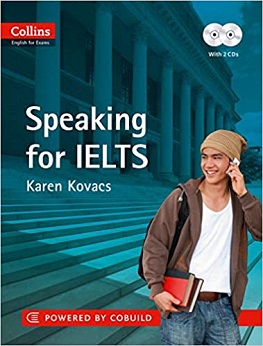 Collins
English for Exams
With 2 CDs
Speaking
for IELTS
Karen Kovacs
POWERED BY COBUILD